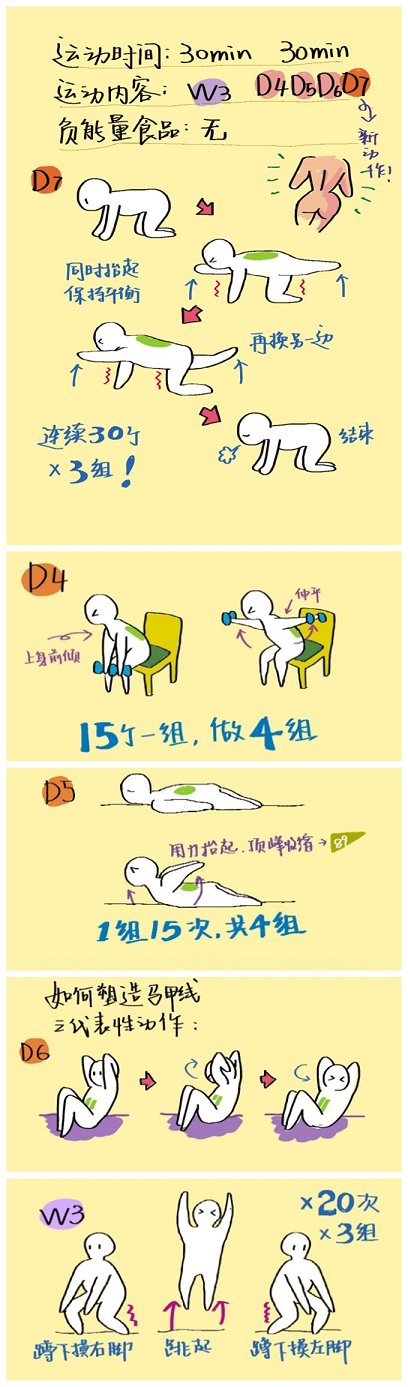 运动时间：30min 30min
运动内容：W3 D4D5D6D7
新动作！
负能量食品：无
D7
同时抬起
保持平衡
再换另一边
连续30个
×3组！
结束
D4
上身前倾
伸平
15个一组，做4组
D5
用力抬起.顶峰收缩→
1组15次，共4组
如何塑造马甲线
三代表性动作：
D6
W3
×20次
×3组
蹲下摸右脚
跳起
蹲下摸左脚